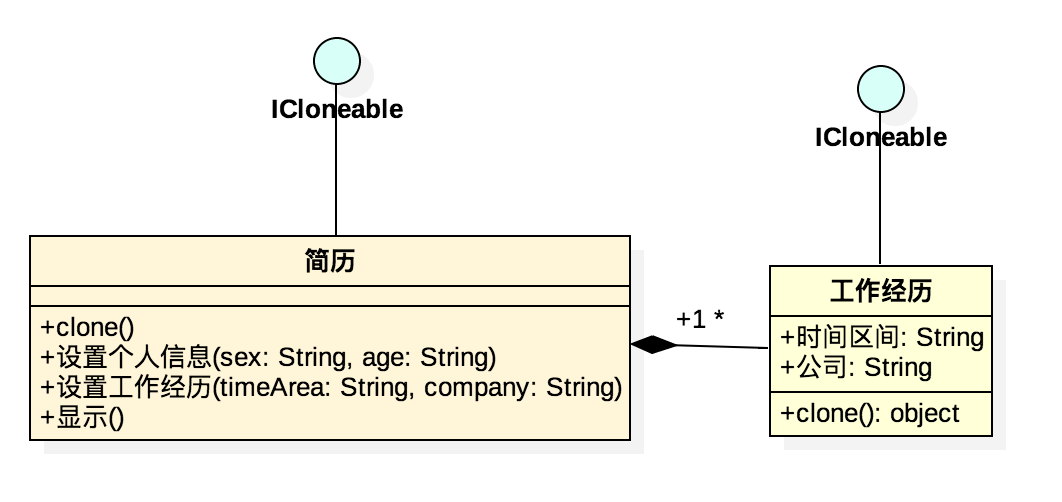 ICloneable
ICloneable
简历
+clone()
+设置个人信息(sex: String, age: String)
+设置工作经历(timeArea: String, company: String)
+显示()
+1 *
工作经历
+时间区间: String
+公司: String
+clone(): object